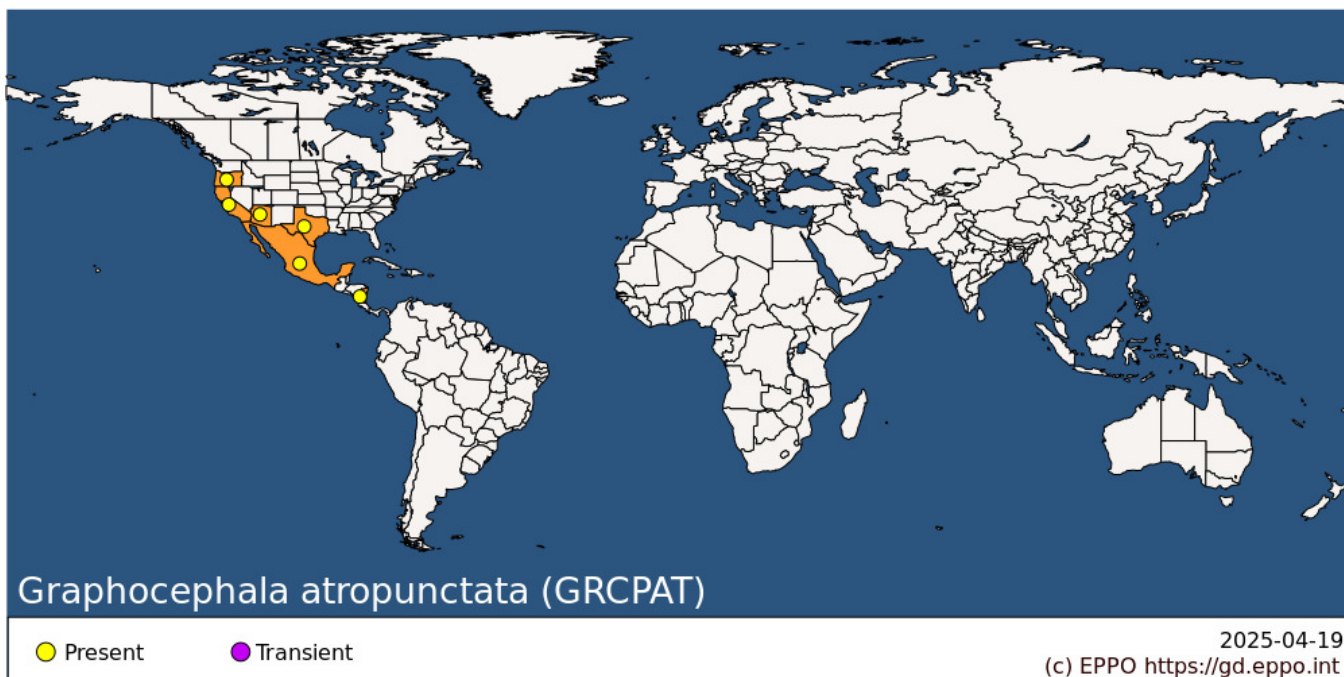 Graphocephala atropunctata (GRCPAT)
Present
Transient
2025-04-19
(c) EPPO https://gd.eppo.int